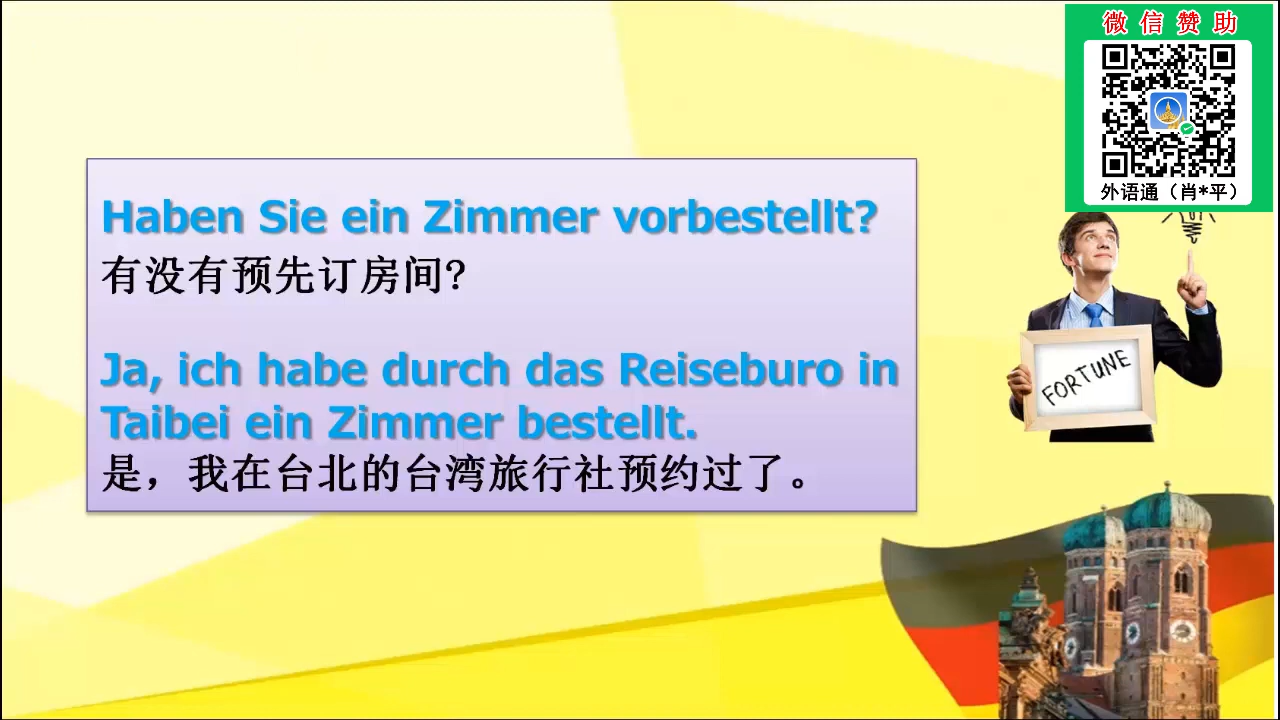 微信赞助
外语通（肖*平）
Haben Sie ein Zimmer vorbestellt?
有没有预先订房间?
Ja, ich habe durch das Reiseburo in
Taibei ein Zimmer bestellt.
是，我在台北的台湾旅行社预约过了。
FORTUNE